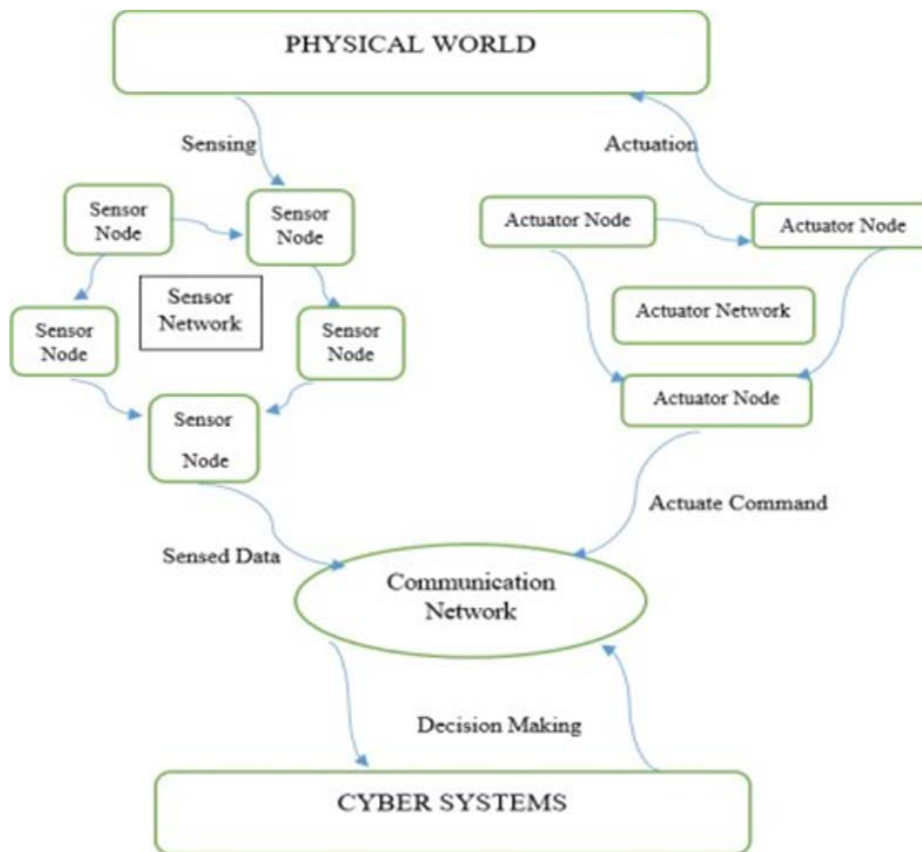 PHYSICAL WORLD
Sensing
Actuation
Sensor
Node
Sensor
Node
Actuator Node
Actuator Node
Sensor
Network
Actuator Network
Sensor
Node
Sensor
Node
Actuator Node
Sensor
Node
Actuate Command
Sensed Data
Communication
Network
Decision Making
CYBER SYSTEMS